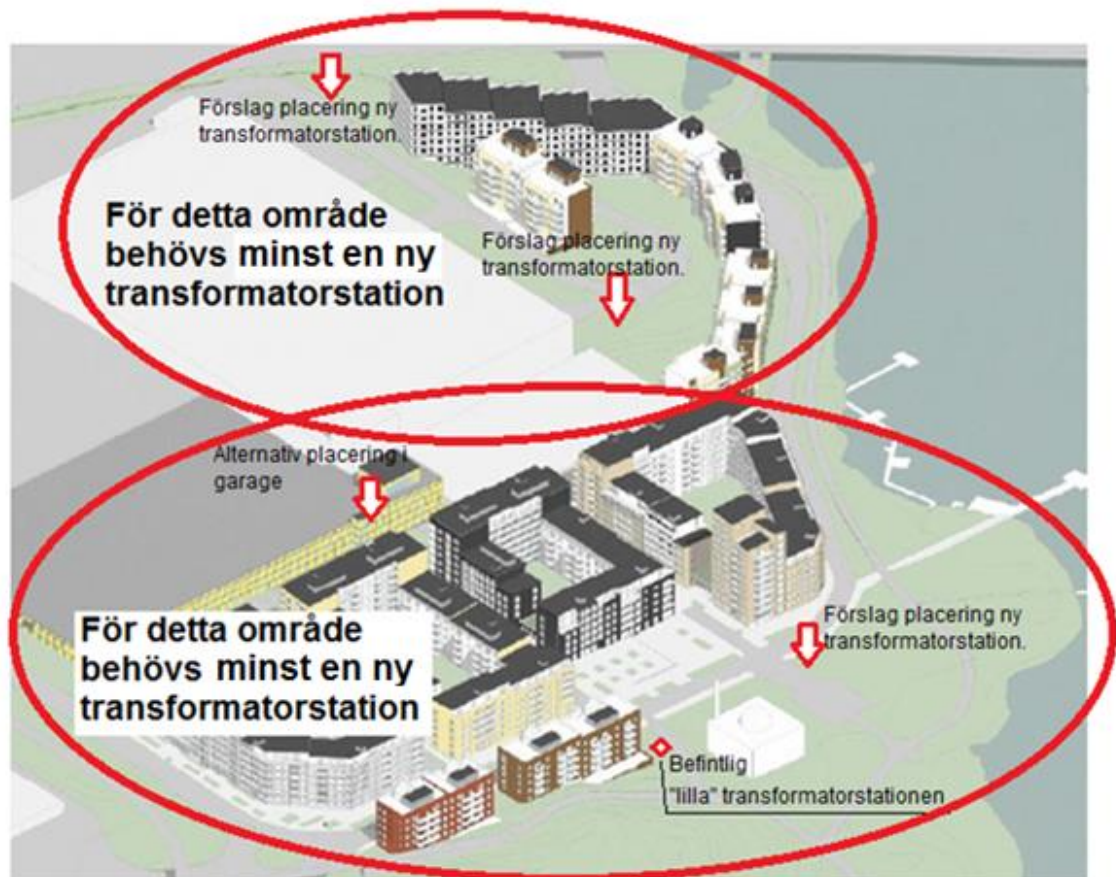 Förslag placering ny
transformatorstation.
För detta område
behövs minst en ny
transformatorstation
Förslag placering ny
transformatorstation.
Alternativ placering i
garage
För detta område
behövs minst en ny
transformatorstation
Förslag placering ny
transformatorstation.
Befintlig
"lilla" transformatorstationen